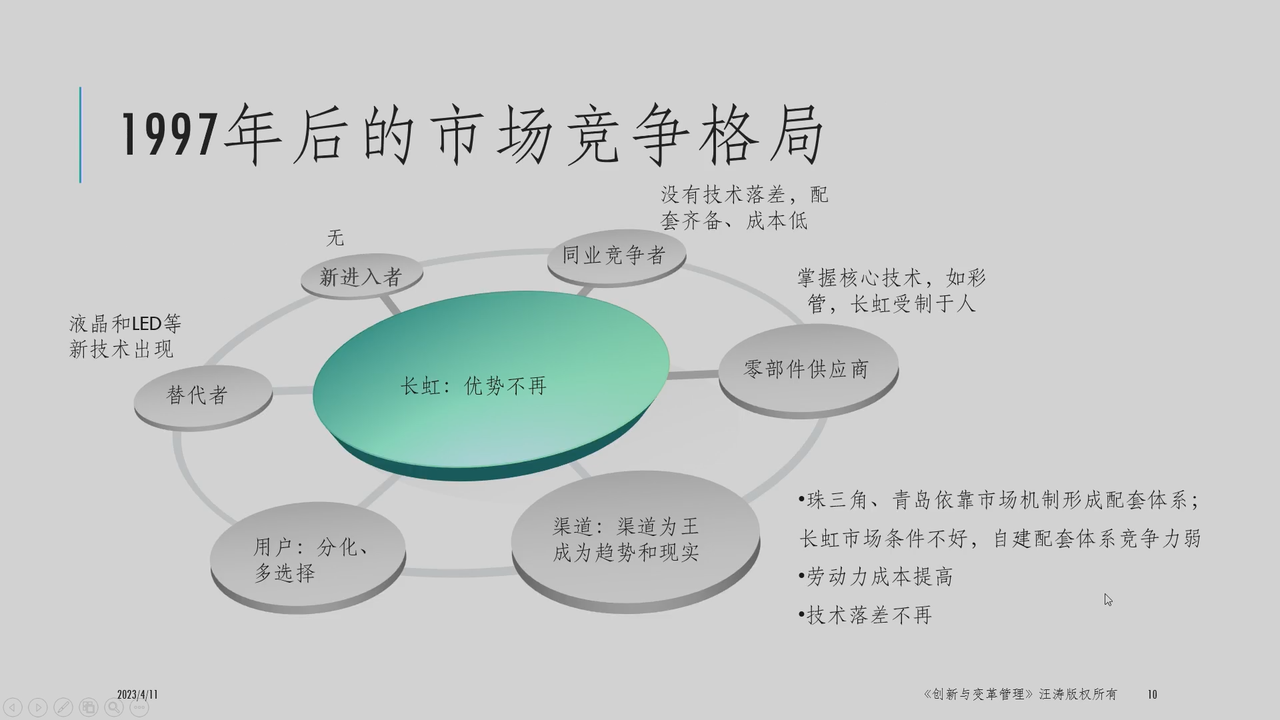 1997年后的市场竞争格局
没有技术落差，配
套齐备、成本低
无
同业竞争者
新进入者
掌握核心技术，如彩
管，长虹受制于人
液晶和LED等
新技术出现
零部件供应商
长虹：优势不再
替代者
•珠三角、青岛依靠市场机制形成配套体系；
长虹市场条件不好，自建配套体系竞争力弱
•劳动力成本提高
•技术落差不再
渠道：渠道为王
成为趋势和现实
用户：分化、
多选择
2023/4/11
《创新与变革管理》汪涛版权所有
10